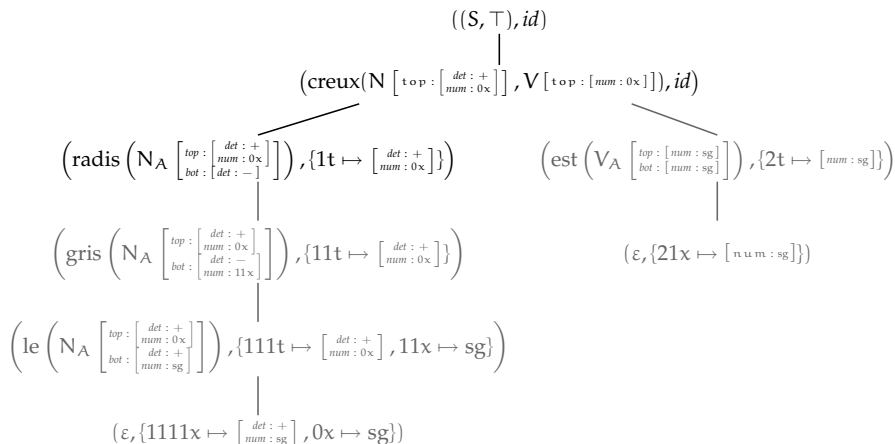 ((S, ⊤), id)
(creux(N [top : [det : + num : 0x]], V [top : [num : 0x]]), id)
(radis (N_A [top : [det : + num : 0x] bot : [det : −]]), {1t ↦ [det : + num : 0x]}) (est (V_A [top : [num : sg] bot : [num : sg]]), {2t ↦ [num : sg]})
(gris (N_A [top : [det : + num : 0x] bot : [det : − num : 11x]]), {11t ↦ [det : + num : 0x]}) (ε, {21x ↦ [num : sg]})
(le (N_A [top : [det : + num : 0x] bot : [det : + num : sg]]), {111t ↦ [det : + num : 0x], 11x ↦ sg})
(ε, {1111x ↦ [det : + num : sg], 0x ↦ sg})